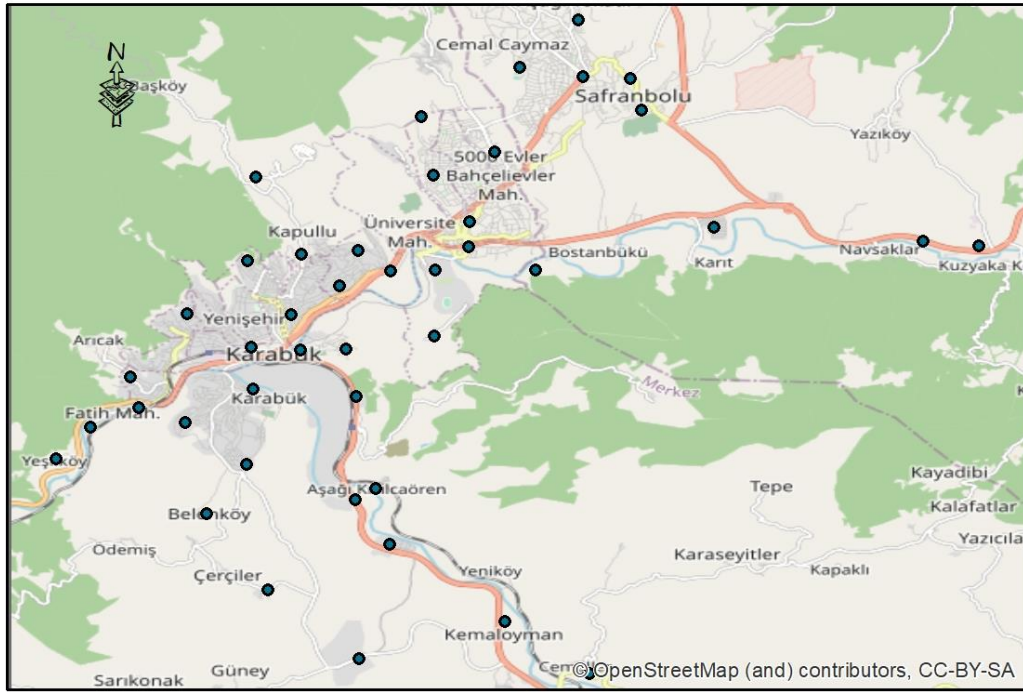 N
Cemal Caymaz
Başköy
Safranbolu
Yazıköy
5000 Evler
Bahçelievler
Mah.
Üniversite
Mah.
Kapullu
Bostanbükü
Navsaklar
Karıt
Kuzyaka K
Yenişehir
Arıcak
Karabük
Merkez
Karabük
Fatih Mah.
Yeşilköy
Kayadibi
Aşağı Kızılcaören
Tepe
Kalafatlar
Belenköy
Yazıcıla
Ödemiş
Karaseyitler
Kapaklı
Çerçiler
Yeniköy
Kemaloyman
Güney
Sarıkonak
© OpenStreetMap (and) contributors, CC-BY-SA